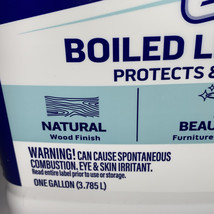 BOILED L
PROTECTS &
NATURAL
Wood Finish
BEAU
Furniture
WARNING! CAN CAUSE SPONTANEOUS
COMBUSTION. EYE & SKIN IRRITANT.
Read entire label prior to use or storage.
ONE GALLON (3.785 L)